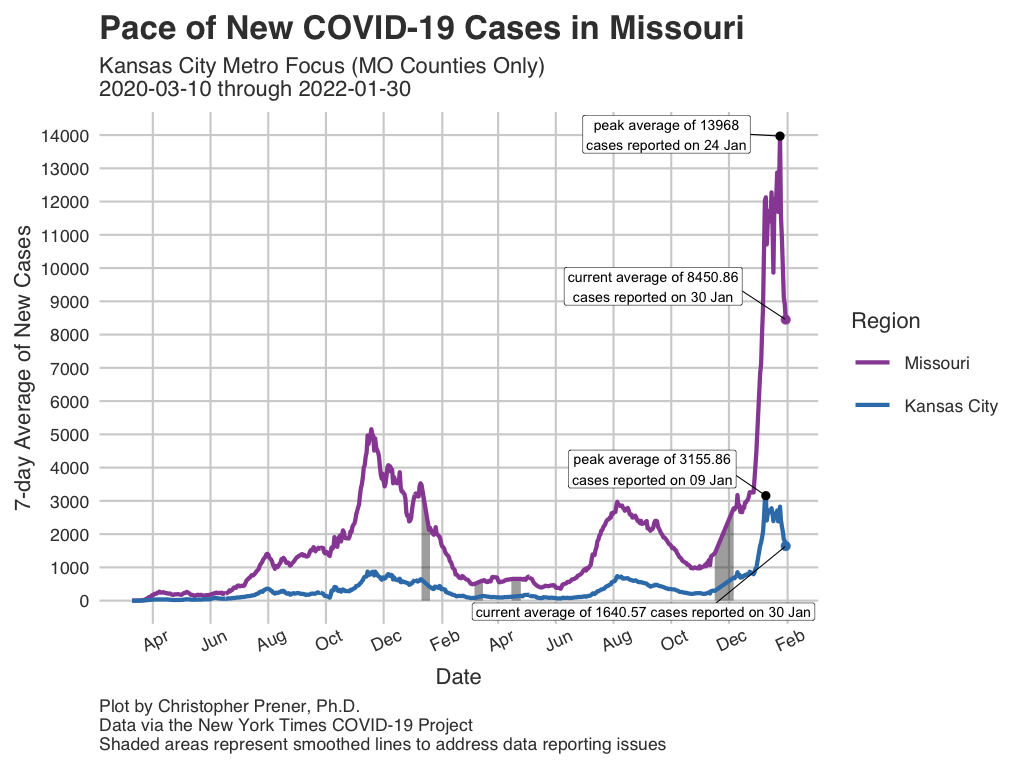 Pace of New COVID-19 Cases in Missouri
Kansas City Metro Focus (MO Counties Only)
2020-03-10 through 2022-01-30
14000
13000
12000
11000
10000
9000
8000
7000
6000
5000
4000
3000
2000
1000
0
7-day Average of New Cases
peak average of 13968
cases reported on 24 Jan
current average of 8450.86
cases reported on 30 Jan
peak average of 3155.86
cases reported on 09 Jan
current average of 1640.57 cases reported on 30 Jan
Apr
Jun
Aug
Oct
Dec
Feb
Apr
Jun
Aug
Oct
Dec
Feb
Date
Region
Missouri
Kansas City
Plot by Christopher Prener, Ph.D.
Data via the New York Times COVID-19 Project
Shaded areas represent smoothed lines to address data reporting issues